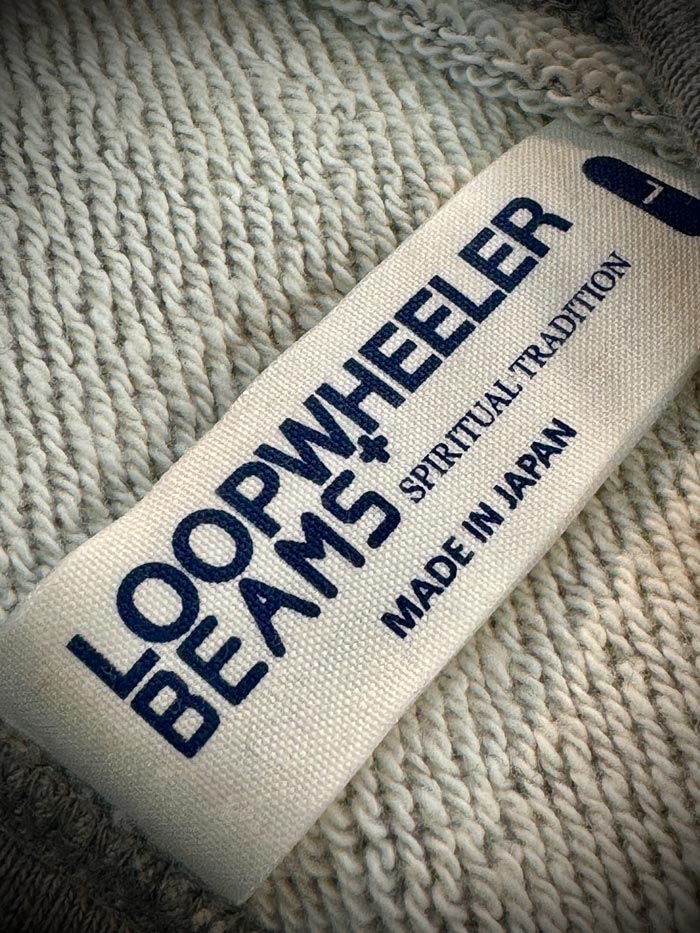 LOOPWHEELER
BEAMS+
SPIRITUAL TRADITION
MADE IN JAPAN